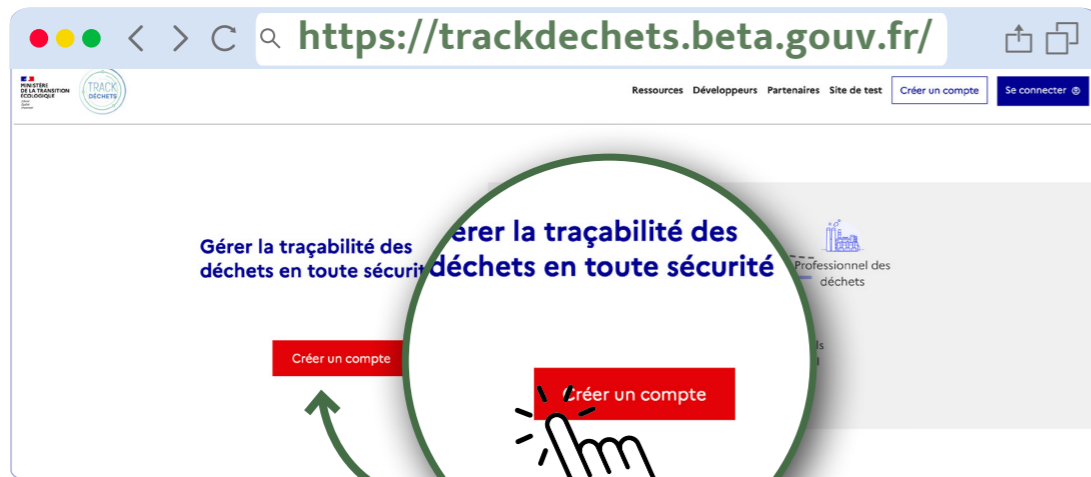 https://trackdechets.beta.gouv.fr/
MINISTÈRE
DE LA TRANSITION
ÉCOLOGIQUE
TRACK
DÉCHETS
Ressources Développeurs Partenaires Site de test Créer un compte Se connecter
Gérer la traçabilité des
déchets en toute sécurit
érer la traçabilité des
déchets en toute sécurité
Professionnel des
déchets
Créer un compte
Créer un compte